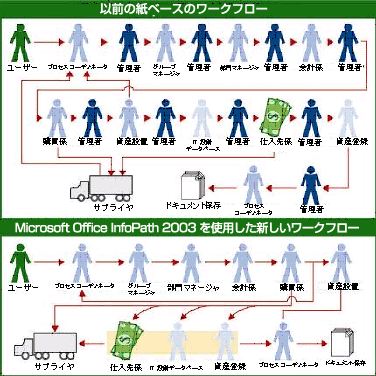 以前の紙ベースのワークフロー
ユーザー
プロセスコーディネータ
管理者
グループ
マネージャ
管理者
部門マネージャ
管理者
会計係
管理者
購買係
管理者
資産設置
管理者
データベース
管理者
仕入先係
管理者
資産登録
サプライヤ
ドキュメント保存
プロセス
コーディネータ
管理者
Microsoft Office InfoPath 2003 を使用した新しいワークフロー
ユーザー
プロセスコーディネータ
グループ
マネージャ
部門マネージャ
会計係
購買係
資産設置
サプライヤ
仕入先係
データベース
資産登録
プロセスコーディネータ
ドキュメント保存